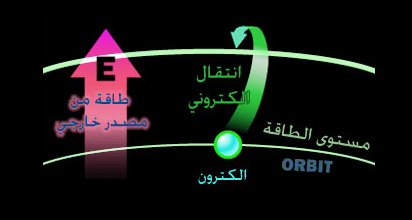 E
طاقة من
مصدر خارجي
انتقال
الكتروني
مستوى الطاقة
ORBIT
الكترون